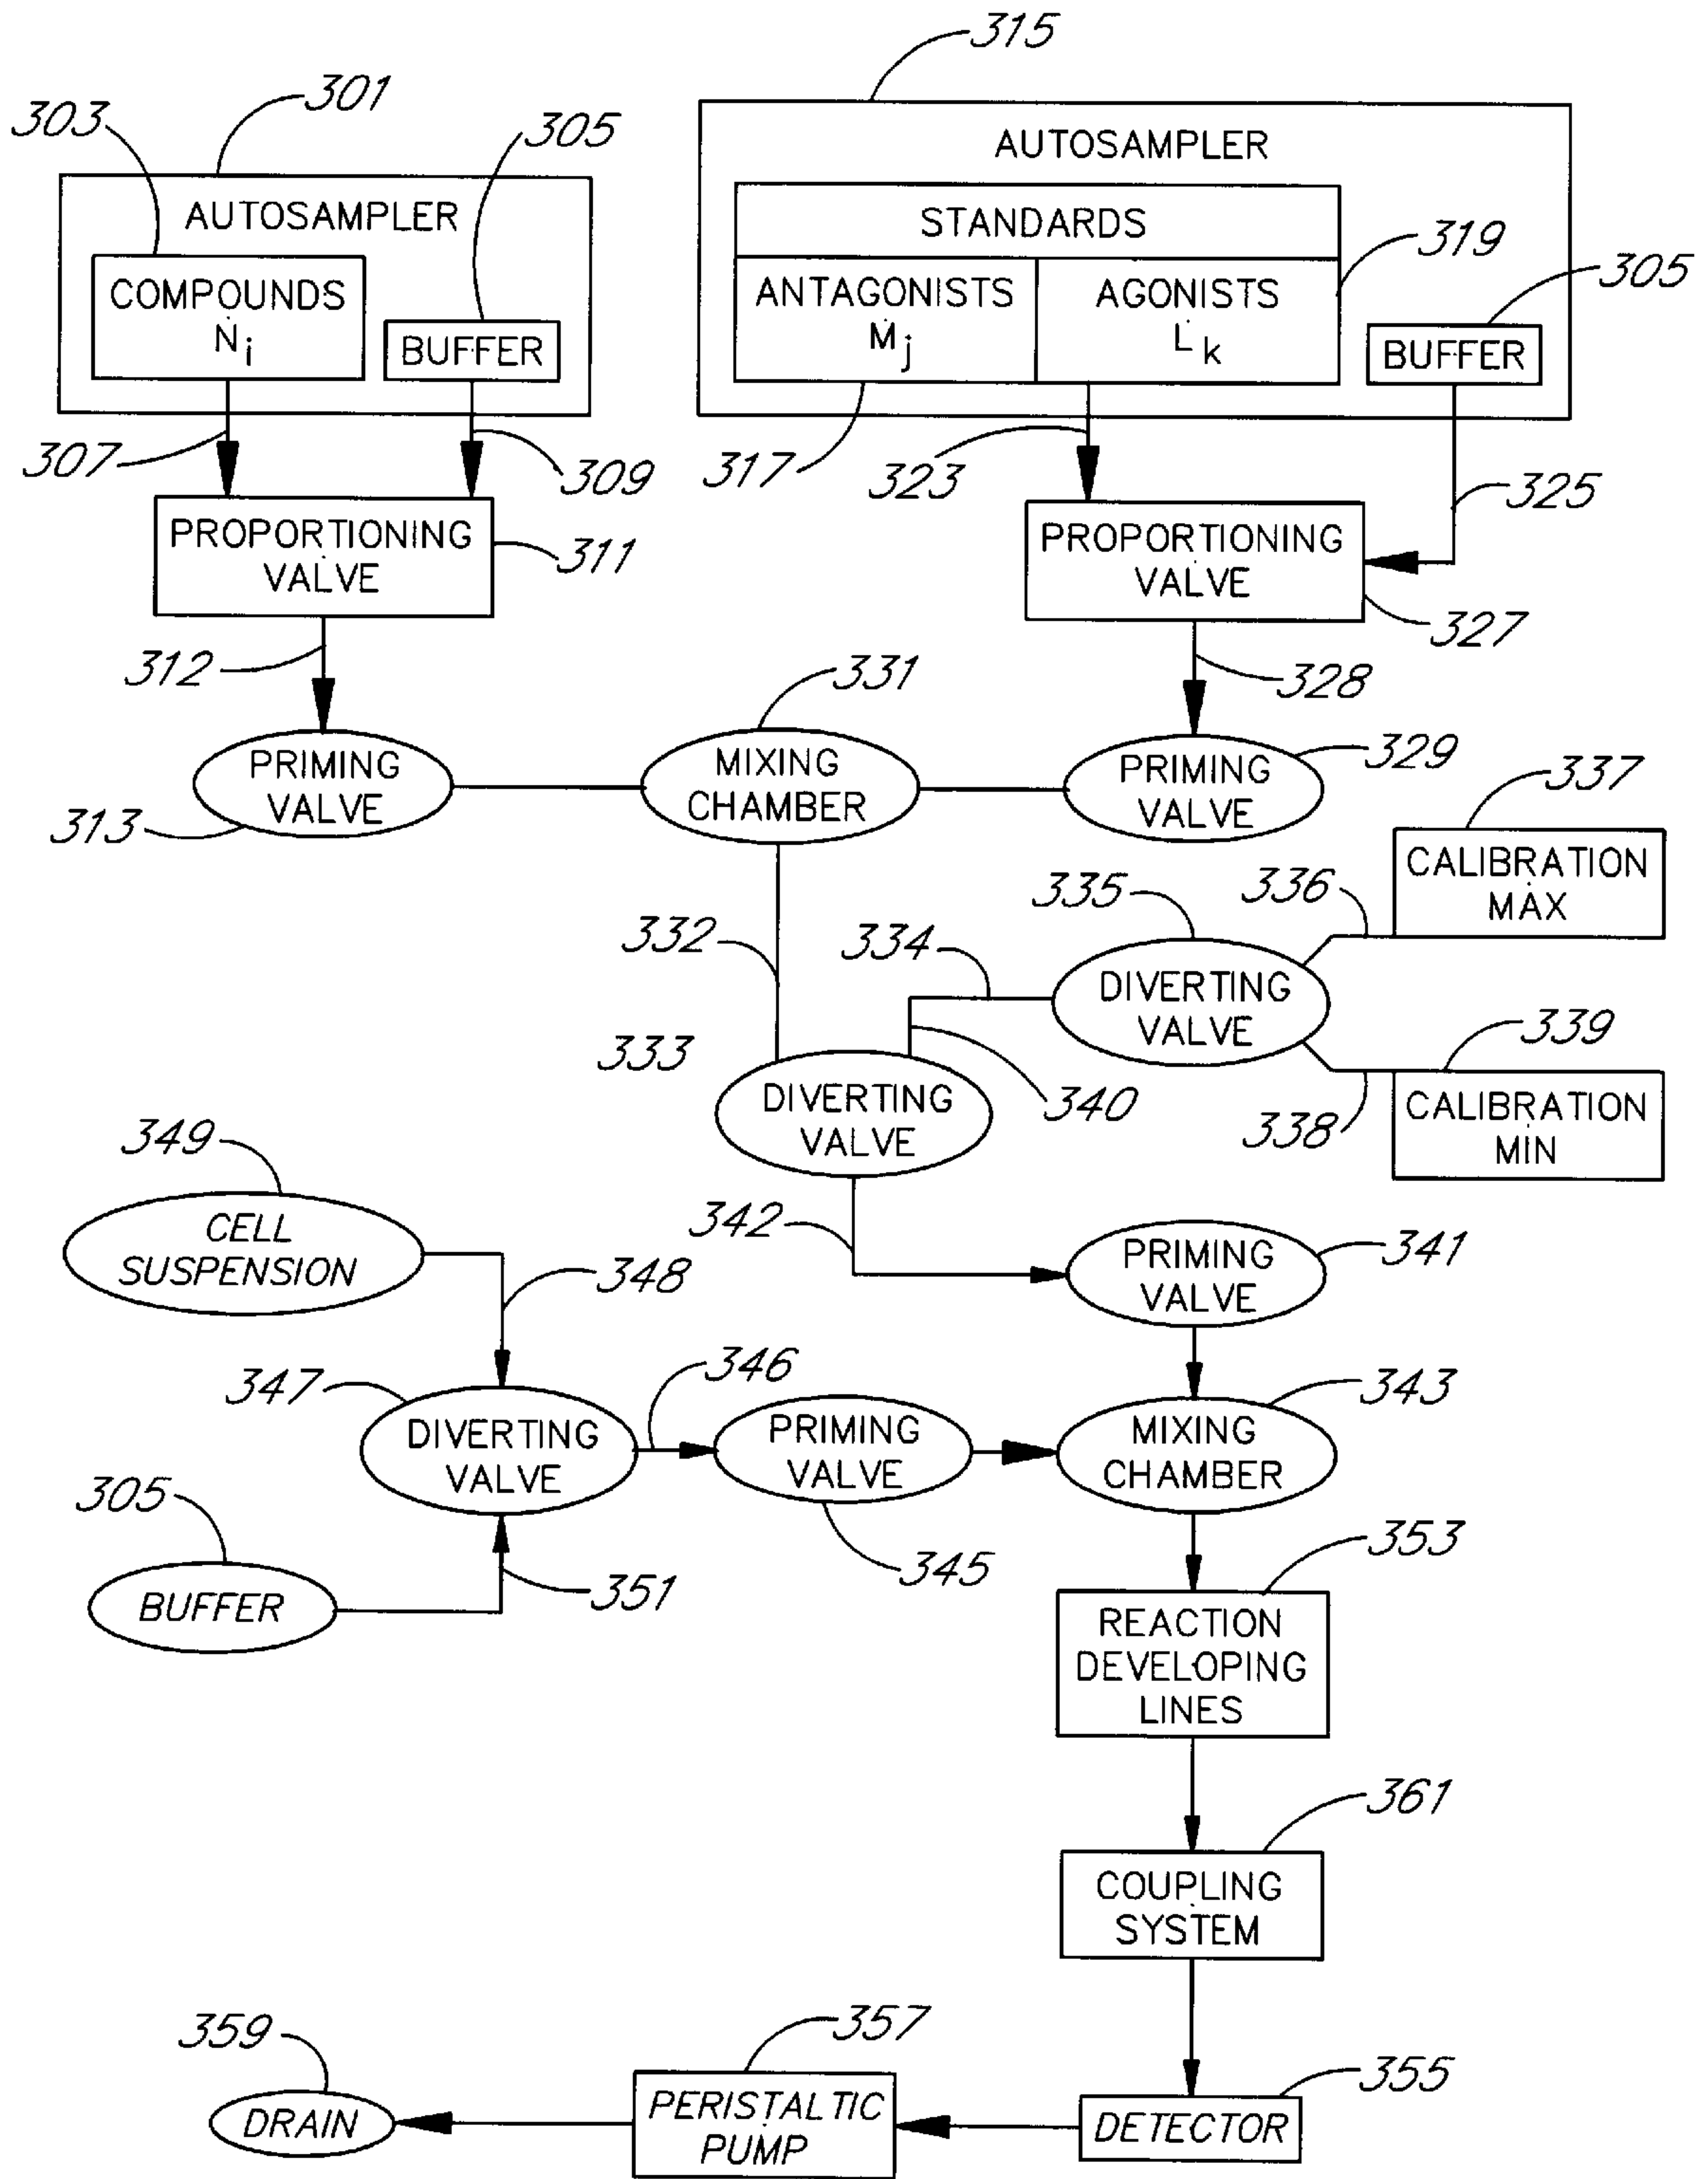 315
301
303
305
AUTOSAMPLER
AUTOSAMPLER
STANDARDS
319
305
COMPOUNDS
Ni
BUFFER
ANTAGONISTS
Mj
AGONISTS
Lk
BUFFER
307
309
317
323
325
PROPORTIONING
VALVE
311
PROPORTIONING
VALVE
327
312
331
328
PRIMING
VALVE
313
MIXING
CHAMBER
PRIMING
VALVE
329
337
CALIBRATION
MAX
335
336
332
334
DIVERTING
VALVE
333
339
DIVERTING
VALVE
340
338
CALIBRATION
MIN
349
CELL
SUSPENSION
342
348
PRIMING
VALVE
341
347
346
343
DIVERTING
VALVE
PRIMING
VALVE
MIXING
CHAMBER
305
BUFFER
351
345
353
REACTION
DEVELOPING
LINES
361
COUPLING
SYSTEM
359
357
355
DRAIN
PERISTALTIC
PUMP
DETECTOR